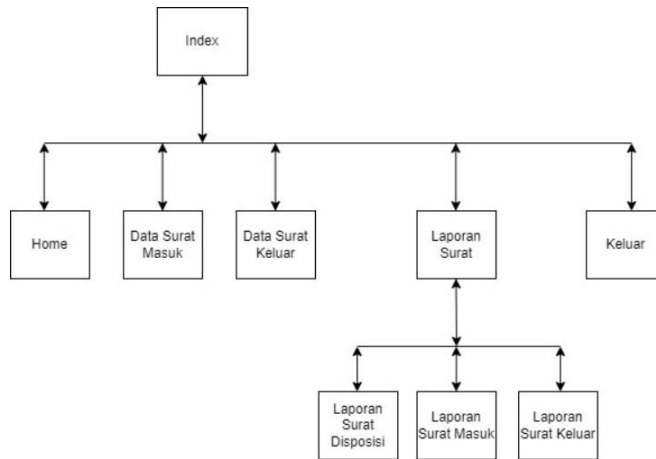 Index
Home
Data Surat
Masuk
Data Surat
Keluar
Laporan
Surat
Keluar
Laporan
Surat
Disposisi
Laporan
Surat Masuk
Laporan
Surat Keluar